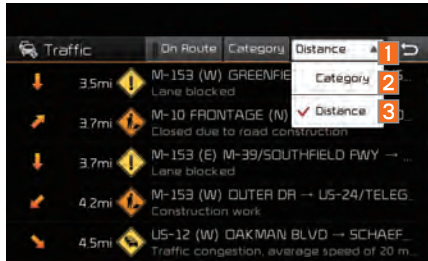 Traffic On Route Category Distance 1
3.5mi M-153 (W) GREENFIE
Lane blocked
Category 2
3.7mi M-10 FRONTAGE (N)
Closed due to road construction
Distance 3
3.7mi M-153 (E) M-39/SOUTHFIELD FWY → ...
Lane blocked
4.2mi M-153 (W) OUTER DR → US-24/TELEG...
Construction work
4.5mi US-12 (W) OAKMAN BLVD → SCHAEF...
Traffic congestion, average speed of 20 m...